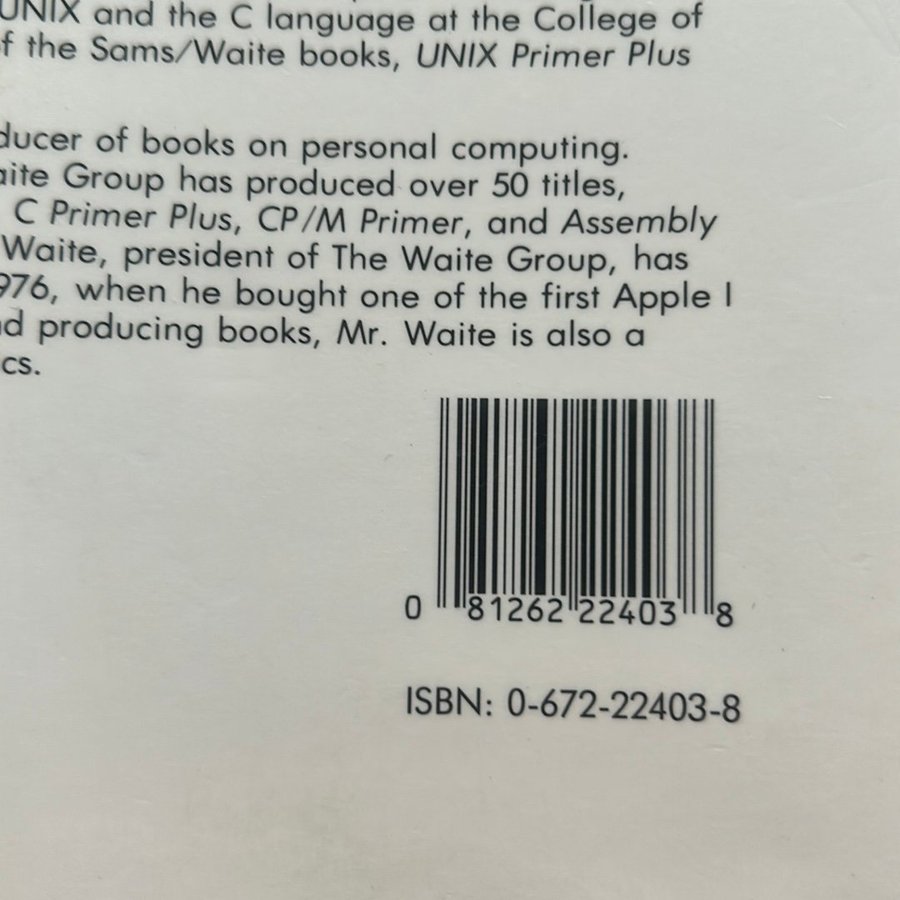 UNIX and the C language at the College of
f the Sams/Waite books, UNIX Primer Plus
ducer of books on personal computing.
aite Group has produced over 50 titles,
C Primer Plus, CP/M Primer, and Assembly
Waite, president of The Waite Group, has
976, when he bought one of the first Apple I
nd producing books, Mr. Waite is also a
cs.
0 81262 22403 8
ISBN: 0-672-22403-8